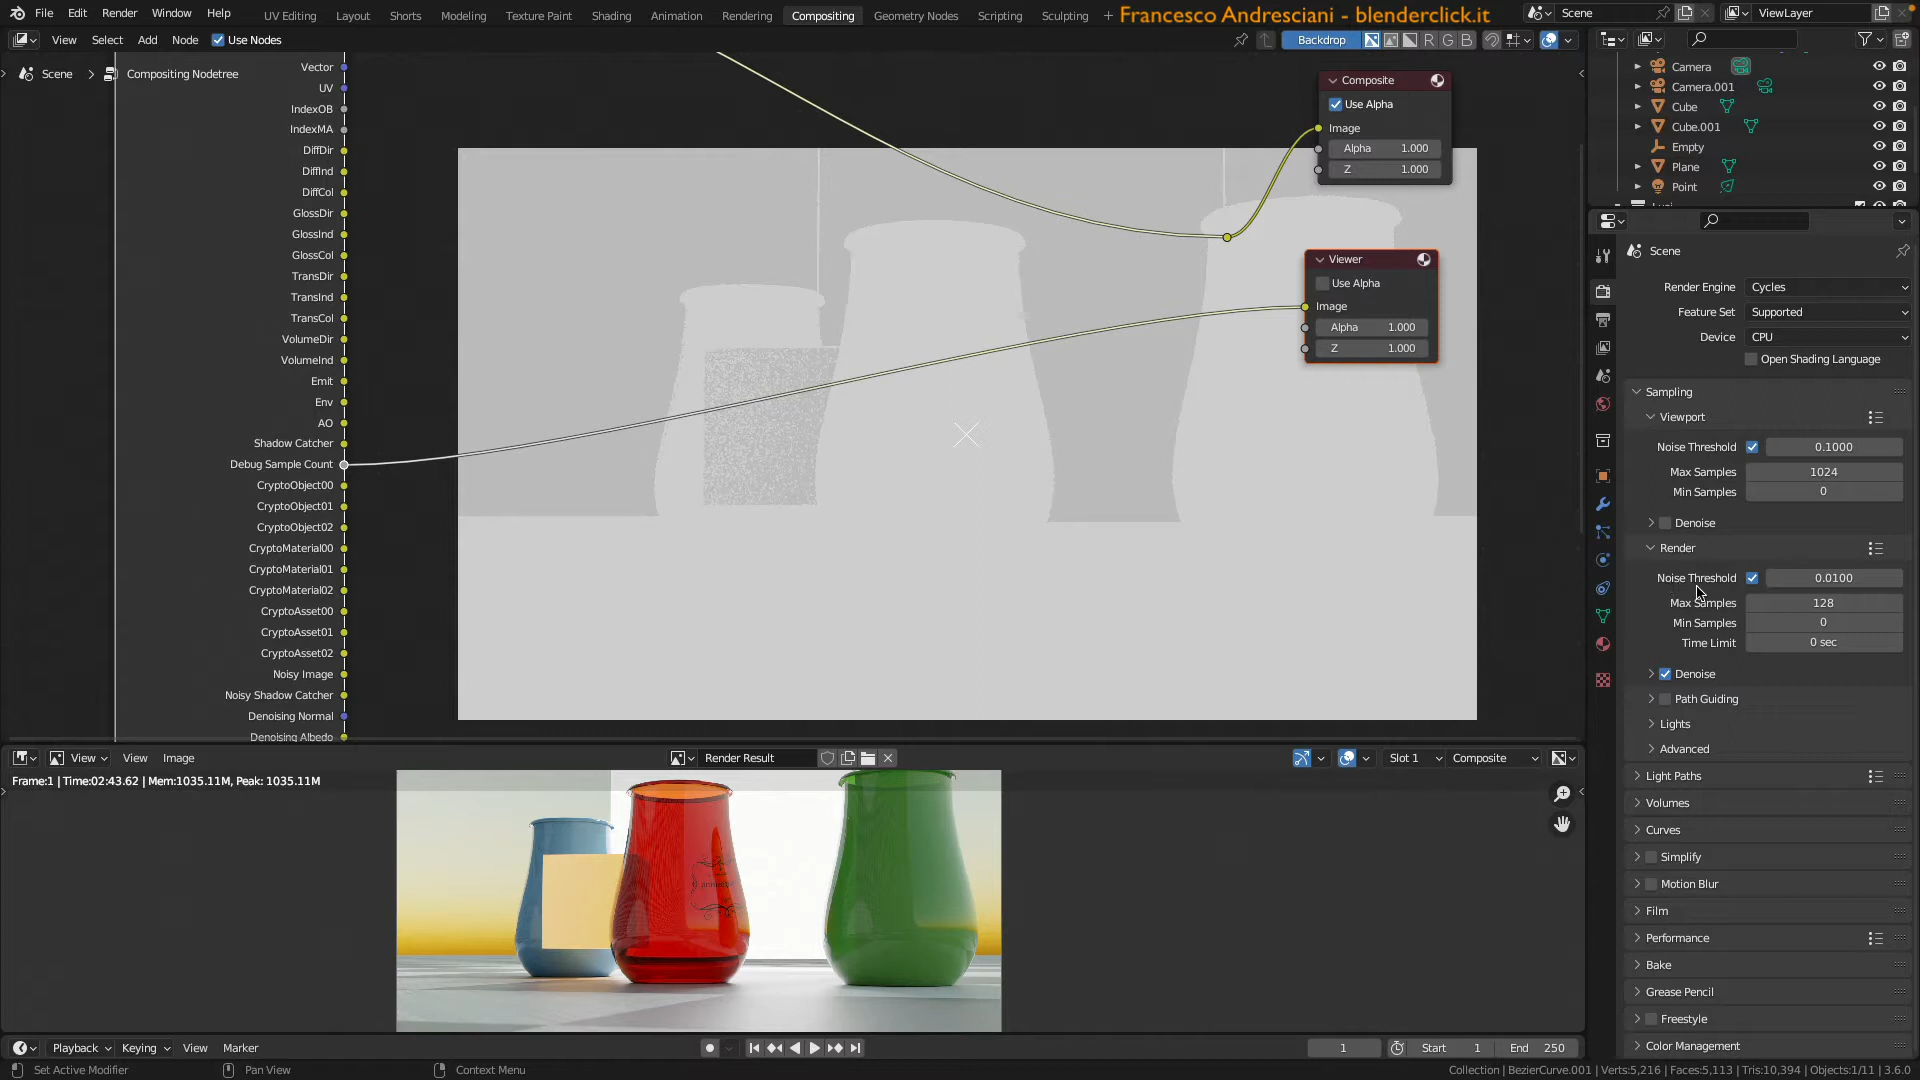 File Edit Render Window Help
UV Editing Layout Shorts Modeling Texture Paint Shading Animation Rendering Compositing Geometry Nodes Scripting Sculpting +
Francesco Andresciani - blenderclick.it
Scene ViewLayer
View Select Add Node Use Nodes
Backdrop R G B
Scene > Compositing Nodetree
Vector
UV
IndexOB
IndexMA
DiffDir
DiffInd
DiffCol
GlossDir
GlossInd
GlossCol
TransDir
TransInd
TransCol
VolumeDir
VolumeInd
Emit
Env
AO
Shadow Catcher
Debug Sample Count
CryptoObject00
CryptoObject01
CryptoObject02
CryptoMaterial00
CryptoMaterial01
CryptoMaterial02
CryptoAsset00
CryptoAsset01
CryptoAsset02
Noisy Image
Noisy Shadow Catcher
Denoising Normal
Denoising Albedo
Composite
Use Alpha
Image
Alpha 1.000
Z 1.000
Viewer
Use Alpha
Image
Alpha 1.000
Z 1.000
Camera
Camera.001
Cube
Cube.001
Empty
Plane
Point
Scene
Render Engine Cycles
Feature Set Supported
Device CPU
Open Shading Language
Sampling
Viewport
Noise Threshold 0.1000
Max Samples 1024
Min Samples 0
Denoise
Render
Noise Threshold 0.0100
Max Samples 128
Min Samples 0
Time Limit 0 sec
Denoise
Path Guiding
Lights
Advanced
Light Paths
Volumes
Curves
Simplify
Motion Blur
Film
Performance
Bake
Grease Pencil
Freestyle
Color Management
View View Image
Render Result
Slot 1 Composite
Frame:1 | Time:02:43.62 | Mem:1035.11M, Peak: 1035.11M
Playback Keying View Marker
1 Start 1 End 250
Set Active Modifier Pan View Context Menu
Collection | BezierCurve.001 | Verts:5,216 | Faces:5,113 | Tris:10,394 | Objects:1/11 | 3.6.0